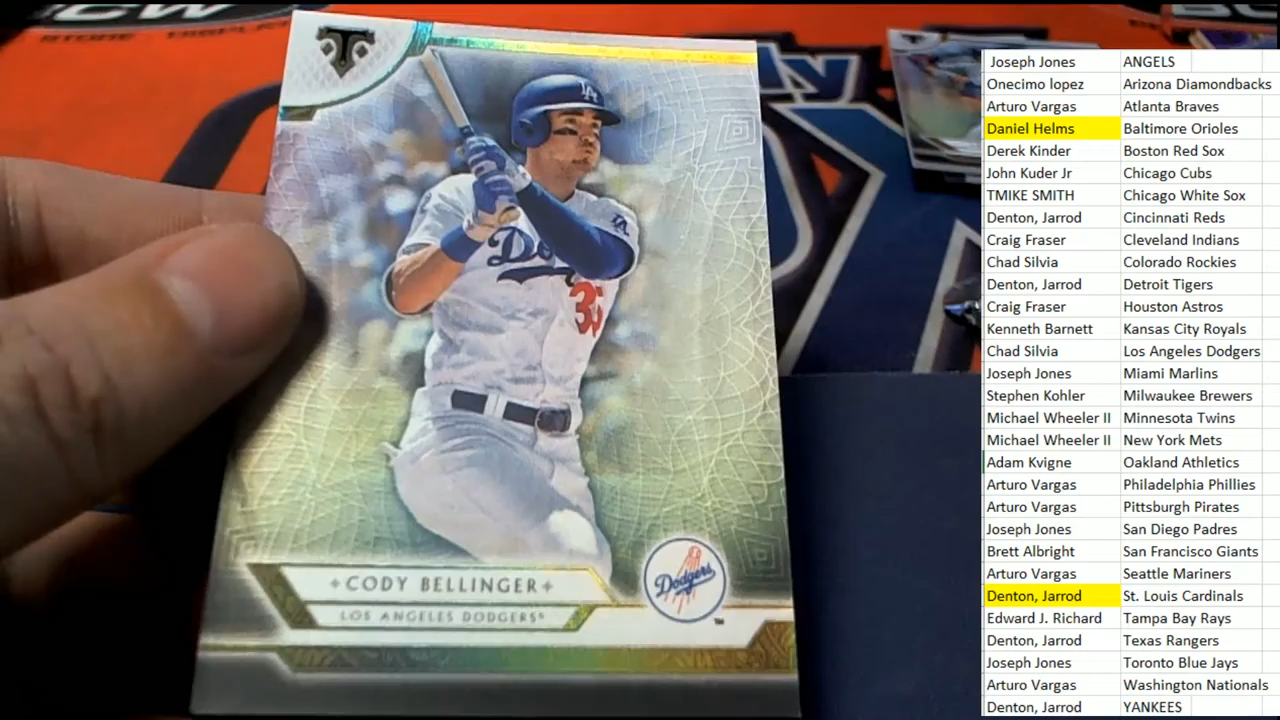 LA
LA
Do
35
+CODY BELLINGER+
LOS ANGELES DODGERS®
Dodgers
™
Joseph Jones ANGELS
Onecimo lopez Arizona Diamondbacks
Arturo Vargas Atlanta Braves
Daniel Helms Baltimore Orioles
Derek Kinder Boston Red Sox
John Kuder Jr Chicago Cubs
TMIKE SMITH Chicago White Sox
Denton, Jarrod Cincinnati Reds
Craig Fraser Cleveland Indians
Chad Silvia Colorado Rockies
Denton, Jarrod Detroit Tigers
Craig Fraser Houston Astros
Kenneth Barnett Kansas City Royals
Chad Silvia Los Angeles Dodgers
Joseph Jones Miami Marlins
Stephen Kohler Milwaukee Brewers
Michael Wheeler II Minnesota Twins
Michael Wheeler II New York Mets
Adam Kvigne Oakland Athletics
Arturo Vargas Philadelphia Phillies
Arturo Vargas Pittsburgh Pirates
Joseph Jones San Diego Padres
Brett Albright San Francisco Giants
Arturo Vargas Seattle Mariners
Denton, Jarrod St. Louis Cardinals
Edward J. Richard Tampa Bay Rays
Denton, Jarrod Texas Rangers
Joseph Jones Toronto Blue Jays
Arturo Vargas Washington Nationals
Denton, Jarrod YANKEES